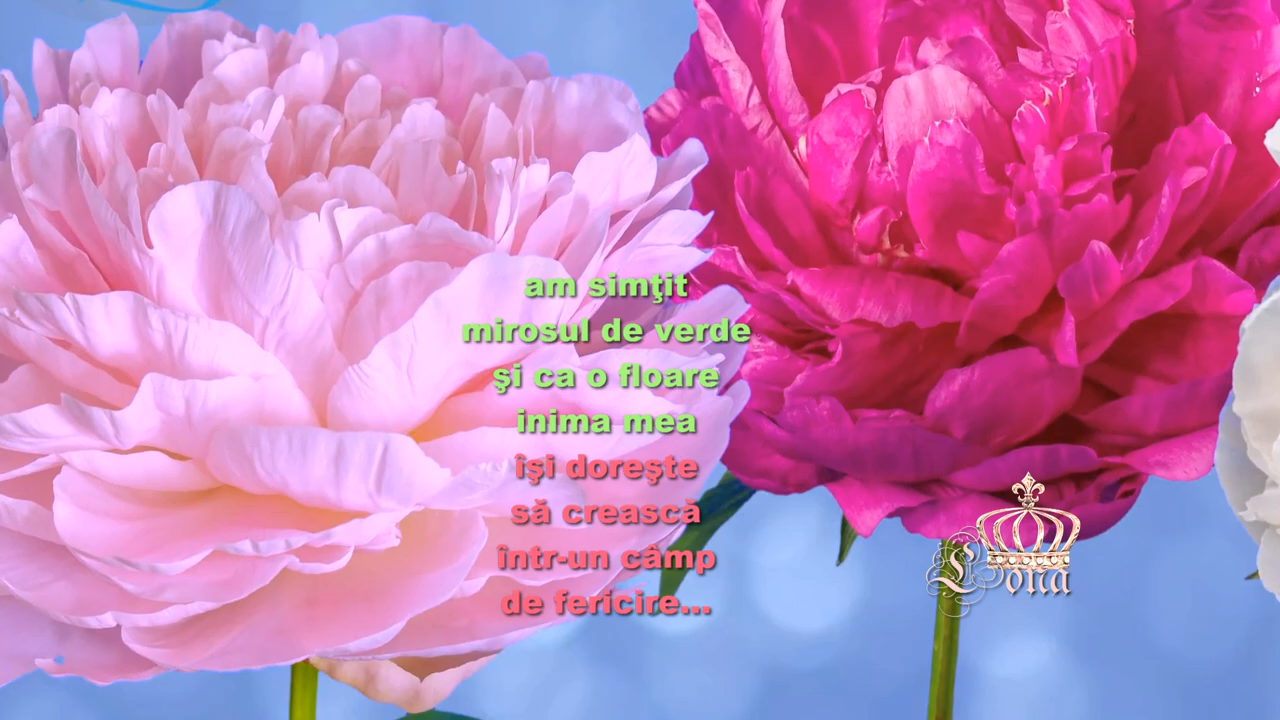 am simţit
mirosul de verde
şi ca o floare
inima mea
îşi doreşte
să crească
într-un câmp
de fericire...
Lona